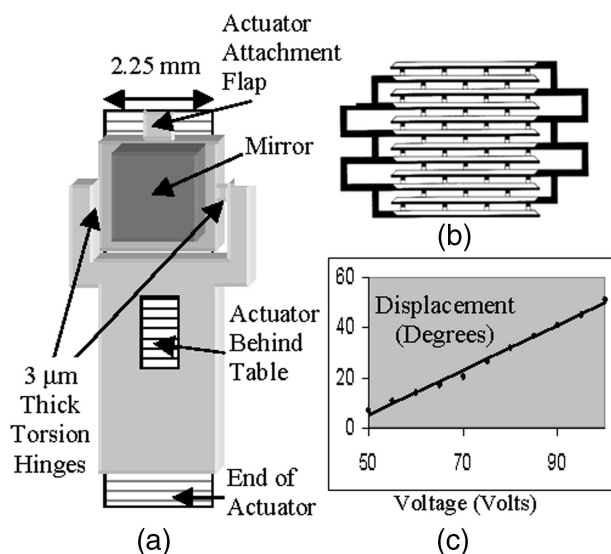 Actuator
Attachment
Flap
2.25 mm
Mirror
Actuator
Behind
Table
3 µm
Thick
Torsion
Hinges
End of
Actuator
(a)
(b)
60
40
20
0
Displacement
(Degrees)
50 70 90
Voltage (Volts)
(c)